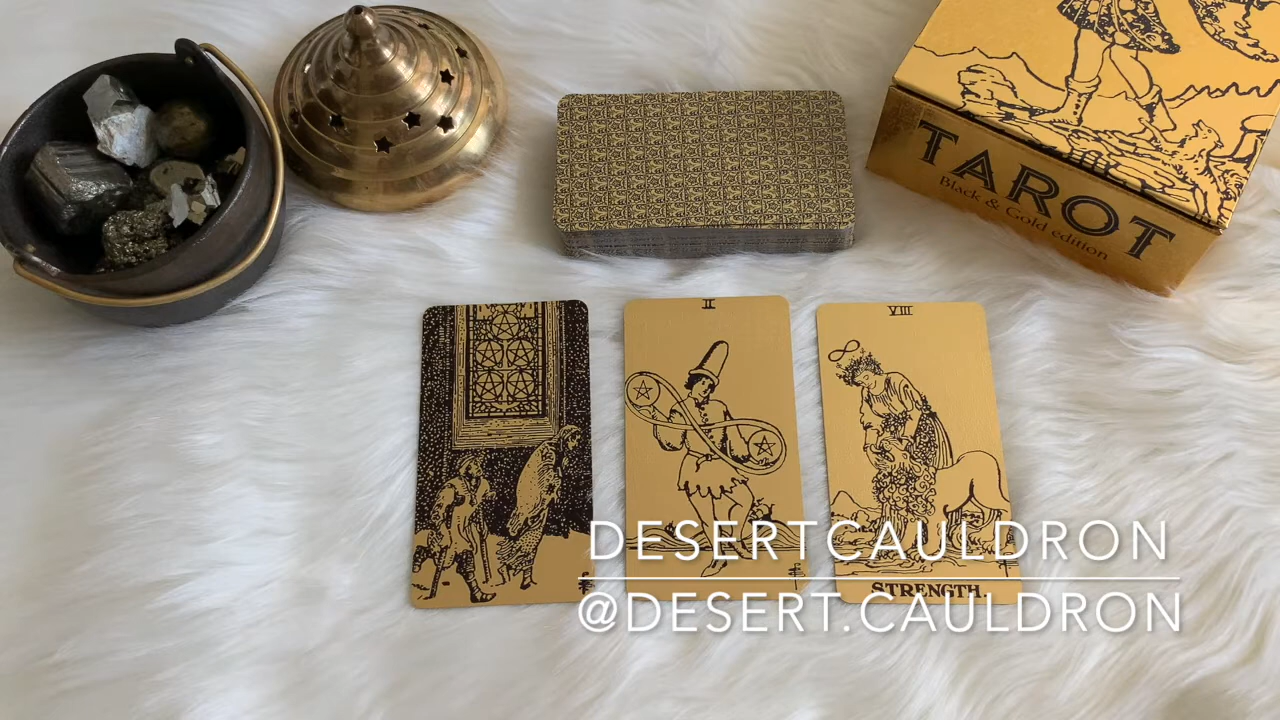 TAROT
Black & Gold edition
II
VIII
STRENGTH.
DESERTCAULDRON
@DESERT.CAULDRON